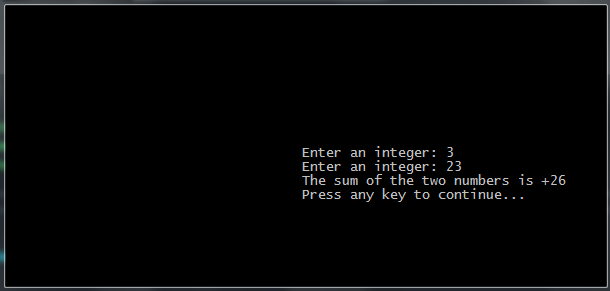 Enter an integer: 3
Enter an integer: 23
The sum of the two numbers is +26
Press any key to continue...